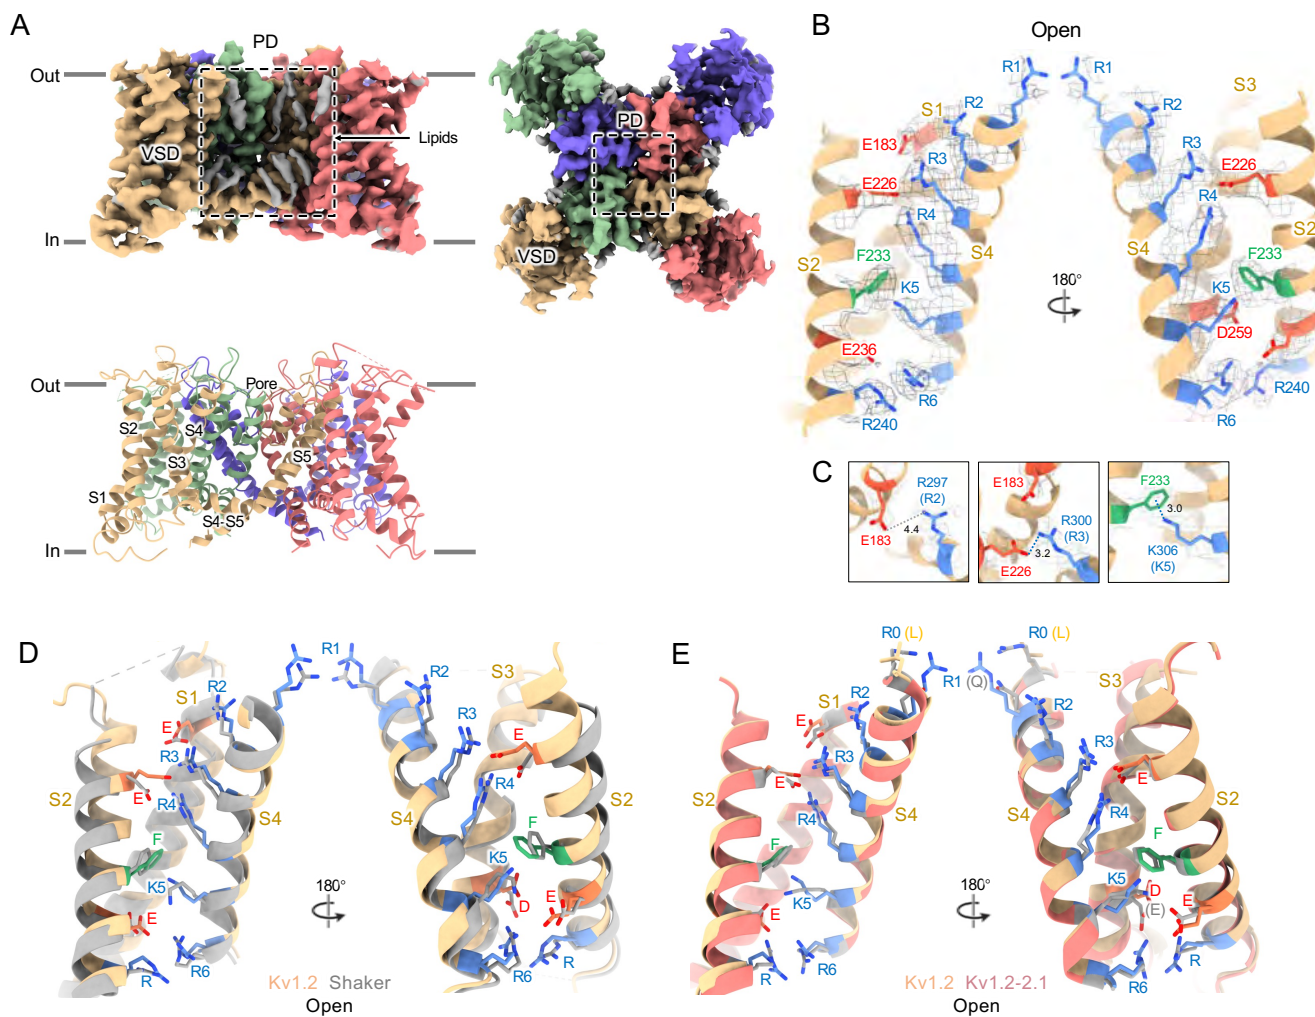 A
PD
Out
VSD
Lipids
In
PD
VSD
Out
Pore
S2
S4
S3
S5
S1
S4-S5
In
B
Open
R1
R1
S3
S1
R2
R2
E183
R3
R3
E226
E226
R4
R4
S2
F233
S4
S4
F233
S2
K5
180°
K5
D259
E236
R6
R240
R240
R6
C
R297
(R2)
E183
4.4
E183
R300
(R3)
3.2
E226
F233
3.0
K306
(K5)
D
R1
S1
R2
R2
S3
E
R3
R3
E
S2
E
R4
R4
S4
S4
S2
F
F
K5
K5
180°
D
E
E
R
R6
R6
R
Kv1.2 Shaker
Open
E
R0 (L)
R0 (L)
R1 (Q)
S1
R2
R2
S3
E
R3
R3
E
S2
E
R4
R4
S4
S4
S2
F
F
K5
K5
180°
D
(E)
E
E
R
R6
R6
R
Kv1.2 Kv1.2-2.1
Open